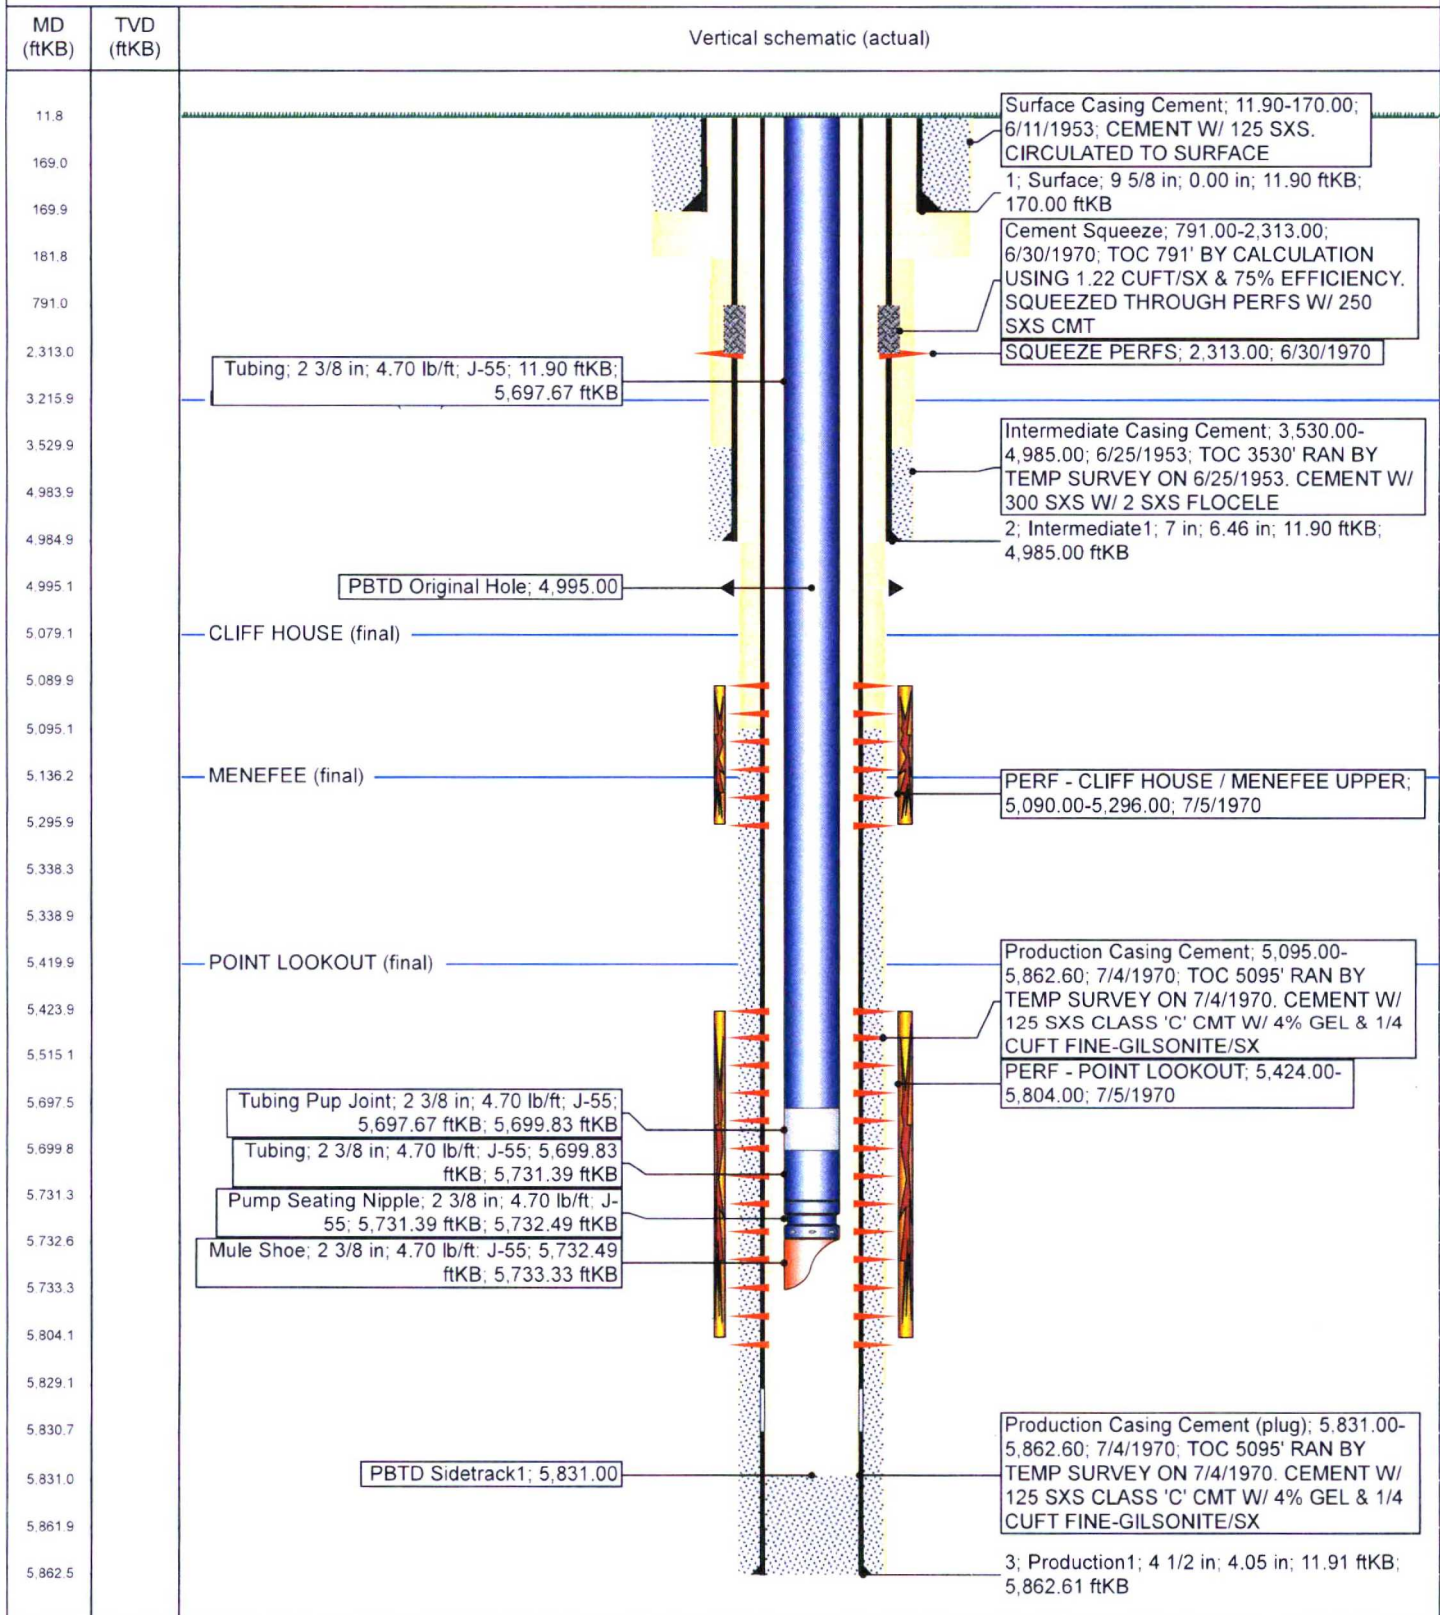 MD
(ftKB)
TVD
(ftKB)
Vertical schematic (actual)
11.8
169.0
169.9
181.8
791.0
2,313.0
3,215.9
3,529.9
4,983.9
4,984.9
4,995.1
5,079.1
5,089.9
5,095.1
5,136.2
5,295.9
5,338.3
5,338.9
5,419.9
5,423.9
5,515.1
5,697.5
5,699.8
5,731.3
5,732.6
5,733.3
5,804.1
5,829.1
5,830.7
5,831.0
5,861.9
5,862.5
Surface Casing Cement; 11.90-170.00;
6/11/1953; CEMENT W/ 125 SXS.
CIRCULATED TO SURFACE
1; Surface; 9 5/8 in; 0.00 in; 11.90 ftKB;
170.00 ftKB
Cement Squeeze; 791.00-2,313.00;
6/30/1970; TOC 791' BY CALCULATION
USING 1.22 CUFT/SX & 75% EFFICIENCY.
SQUEEZED THROUGH PERFS W/ 250
SXS CMT
SQUEEZE PERFS; 2,313.00; 6/30/1970
Tubing; 2 3/8 in; 4.70 lb/ft; J-55; 11.90 ftKB;
5,697.67 ftKB
Intermediate Casing Cement; 3,530.00-
4,985.00; 6/25/1953; TOC 3530' RAN BY
TEMP SURVEY ON 6/25/1953. CEMENT W/
300 SXS W/ 2 SXS FLOCELE
2; Intermediate1; 7 in; 6.46 in; 11.90 ftKB;
4,985.00 ftKB
PBTD Original Hole; 4,995.00
CLIFF HOUSE (final)
MENEFEE (final)
PERF - CLIFF HOUSE / MENEFEE UPPER;
5,090.00-5,296.00; 7/5/1970
POINT LOOKOUT (final)
Production Casing Cement; 5,095.00-
5,862.60; 7/4/1970; TOC 5095' RAN BY
TEMP SURVEY ON 7/4/1970. CEMENT W/
125 SXS CLASS 'C' CMT W/ 4% GEL & 1/4
CUFT FINE-GILSONITE/SX
PERF - POINT LOOKOUT; 5,424.00-
5,804.00; 7/5/1970
Tubing Pup Joint; 2 3/8 in; 4.70 lb/ft; J-55;
5,697.67 ftKB; 5,699.83 ftKB
Tubing; 2 3/8 in; 4.70 lb/ft; J-55; 5,699.83
ftKB; 5,731.39 ftKB
Pump Seating Nipple; 2 3/8 in; 4.70 lb/ft; J-
55; 5,731.39 ftKB; 5,732.49 ftKB
Mule Shoe; 2 3/8 in; 4.70 lb/ft; J-55; 5,732.49
ftKB; 5,733.33 ftKB
PBTD Sidetrack1; 5,831.00
Production Casing Cement (plug); 5,831.00-
5,862.60; 7/4/1970; TOC 5095' RAN BY
TEMP SURVEY ON 7/4/1970. CEMENT W/
125 SXS CLASS 'C' CMT W/ 4% GEL & 1/4
CUFT FINE-GILSONITE/SX
3; Production1; 4 1/2 in; 4.05 in; 11.91 ftKB;
5,862.61 ftKB